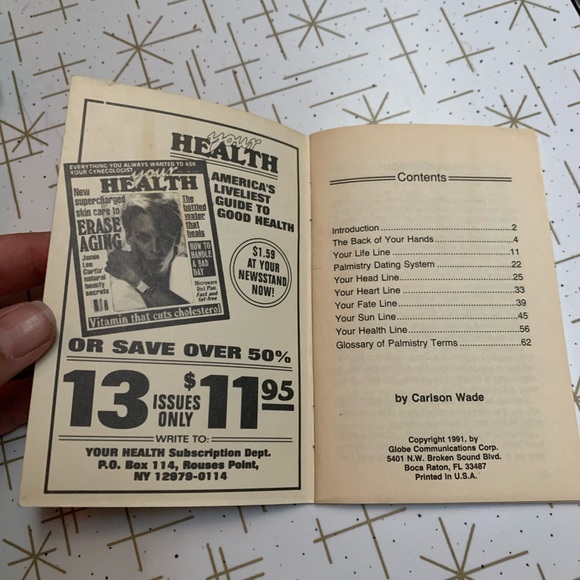 your
HEALTH
AMERICA'S
LIVELIEST
GUIDE TO
GOOD HEALTH
EVERYTHING YOU ALWAYS WANTED TO ASK
YOUR GYNECOLOGIST
your
HEALTH
New
supercharged
skin care to
ERASE
AGING
Jamie
Lee
Curtis'
natural
beauty
secrets
The
bottled
water
that
heals
HOW TO
HANDLE
A BAD
DAY
Microwave
Diet Plan
Fast and
fat-free
Vitamin that cuts cholesterol
$1.59
AT YOUR
NEWSSTAND
NOW!
OR SAVE OVER 50%
13 ISSUES ONLY $11.95
WRITE TO:
YOUR HEALTH Subscription Dept.
P.O. Box 114, Rouses Point,
NY 12979-0114
Contents
Introduction 2
The Back of Your Hands 4
Your Life Line 11
Palmistry Dating System 22
Your Head Line 25
Your Heart Line 33
Your Fate Line 39
Your Sun Line 45
Your Health Line 56
Glossary of Palmistry Terms 62
by Carlson Wade
Copyright 1991, by
Globe Communications Corp.
5401 N.W. Broken Sound Blvd.
Boca Raton, FL 33487
Printed in U.S.A.